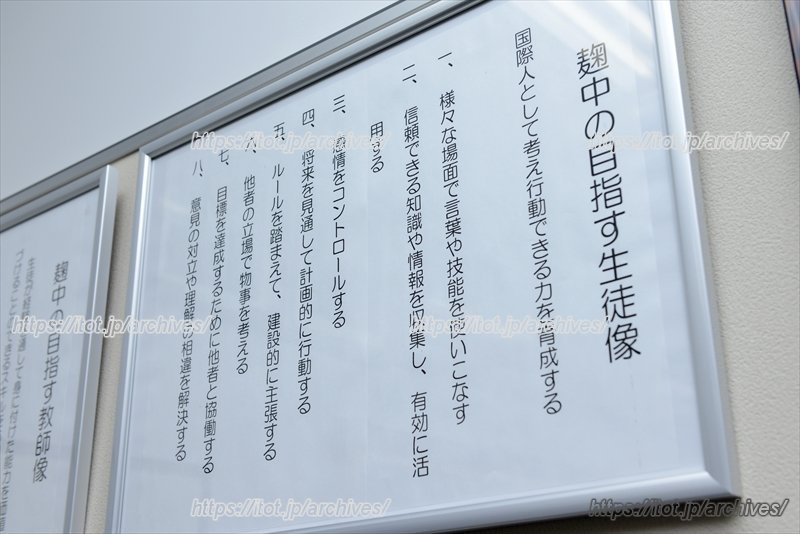 麹中の目指す生徒像
国際人として考え行動できる力を育成する
一、様々な場面で言葉や技能を使いこなす
二、信頼できる知識や情報を収集し、有効に活
用する
三、感情をコントロールする
四、将来を見通して計画的に行動する
五、ルールを踏まえて、建設的に主張する
六、他者の立場で物事を考える
七、目標を達成するために他者と協働する
八、意見の対立や理解の相違を解決する
麹中の目指す教師像
https://itot.jp/archives/
https://itot.jp/archives/
https://itot.jp/archives/
https://itot.jp/archives/
https://itot.jp/archives/
https://itot.jp/archives/